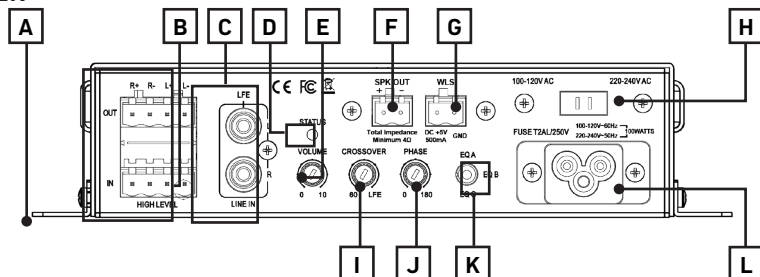 A
B
C
D
E
F
G
H
R+ R- L+ L-
OUT
IN
HIGH LEVEL
LFE
R
LINE IN
CE FC
STATUS
VOLUME
0 10
CROSSOVER
60 LFE
PHASE
0 180
SPK OUT
+ -
Total Impedance
Minimum 4Ω
WLS
DC +5V
500mA
GND
EQ A
EQ B
100-120V AC
220-240V AC
FUSE T2AL/250V
100-120V~60Hz
220-240V~50Hz
100WATTS
I
J
K
L